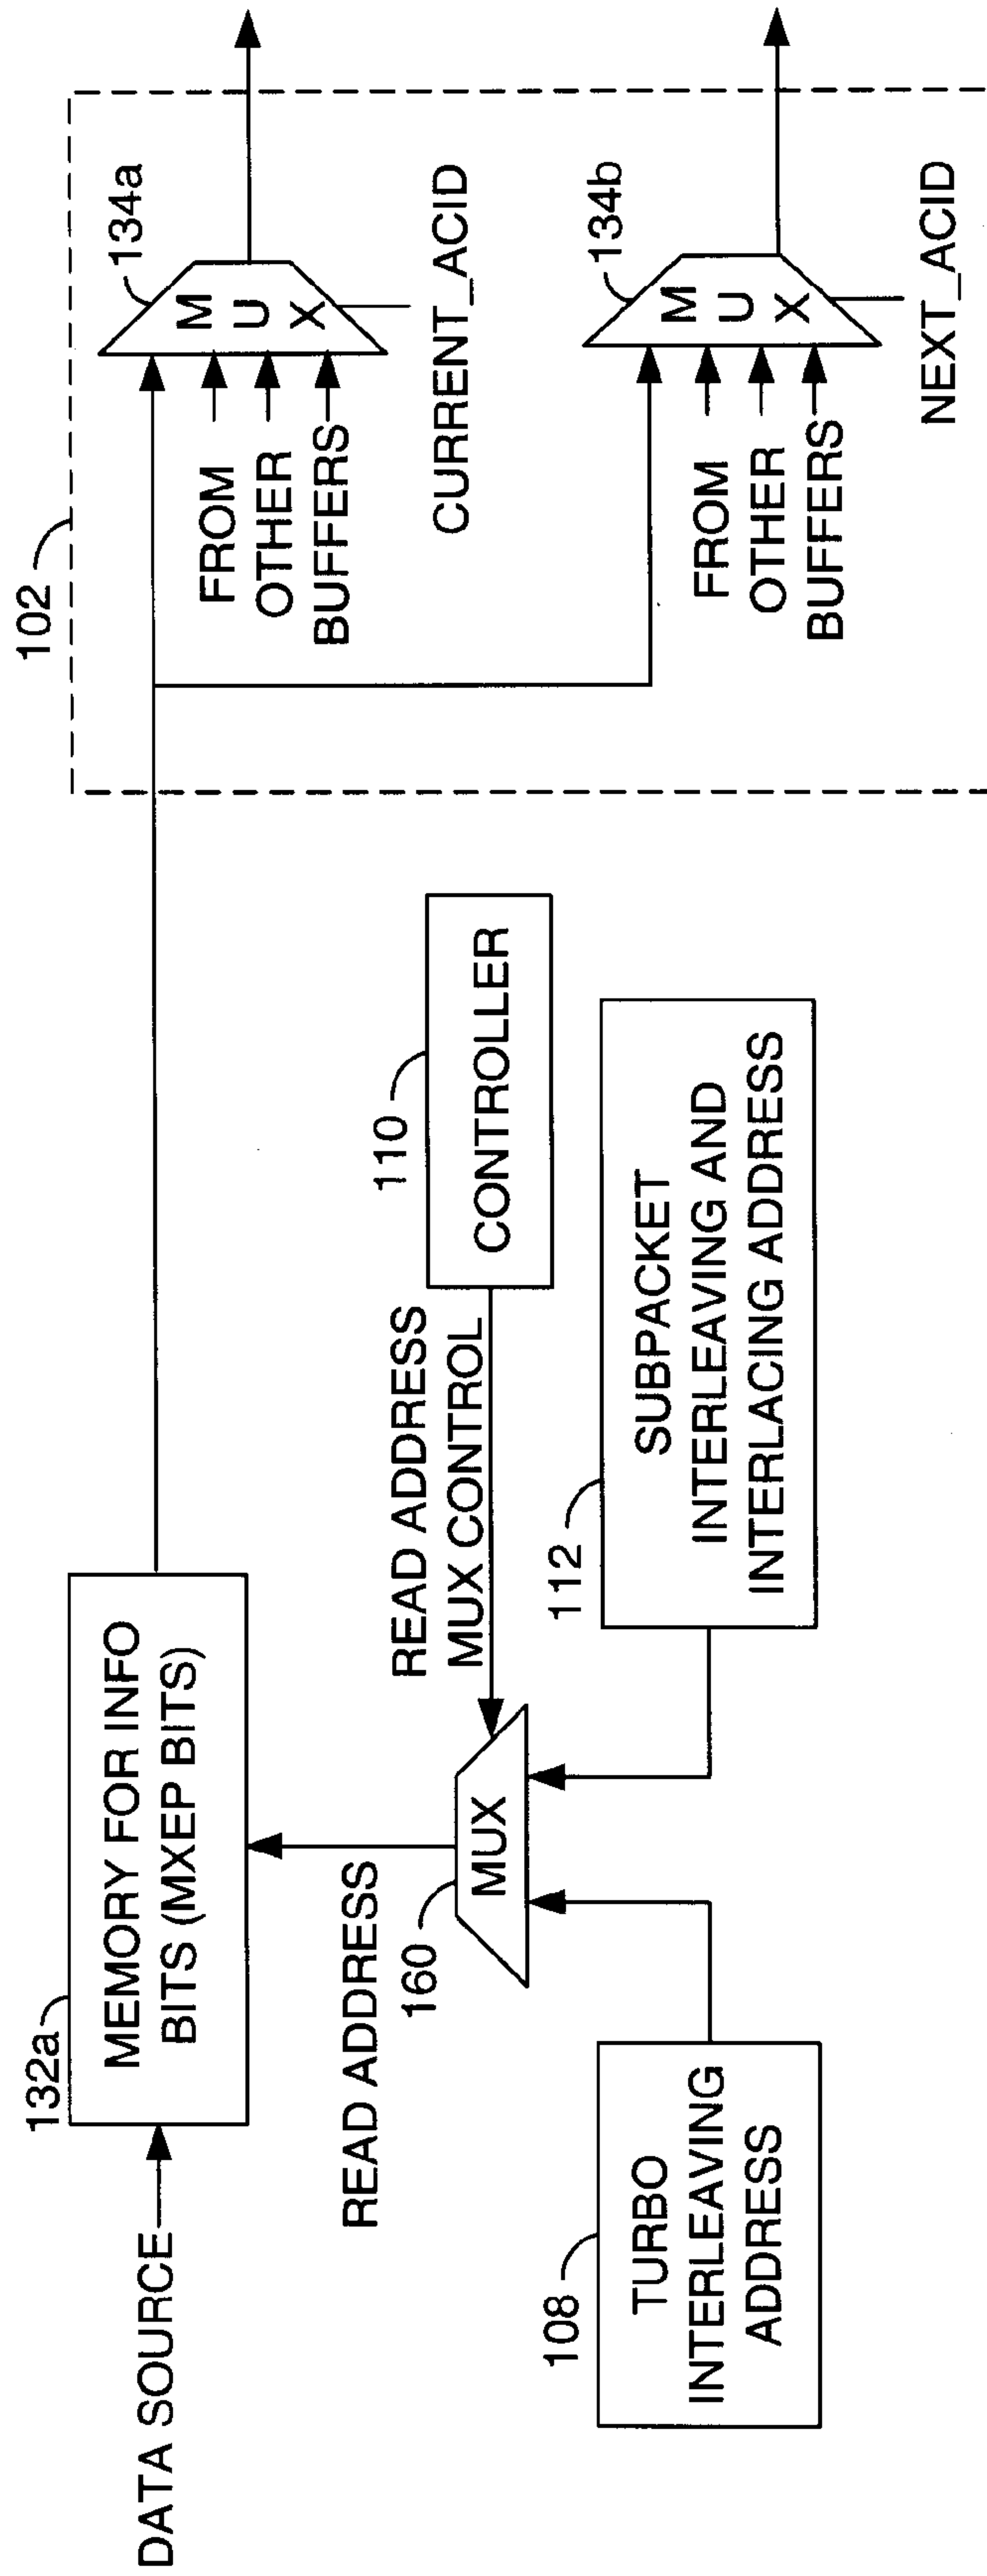 DATA SOURCE
132a
MEMORY FOR INFO
BITS (MXEP BITS)
READ ADDRESS
160
MUX
108
TURBO
INTERLEAVING
ADDRESS
READ ADDRESS
MUX CONTROL
110
CONTROLLER
112
SUBPACKET
INTERLEAVING AND
INTERLACING ADDRESS
102
134a
MUX
FROM
OTHER
BUFFERS
CURRENT_ACID
134b
MUX
FROM
OTHER
BUFFERS
NEXT_ACID